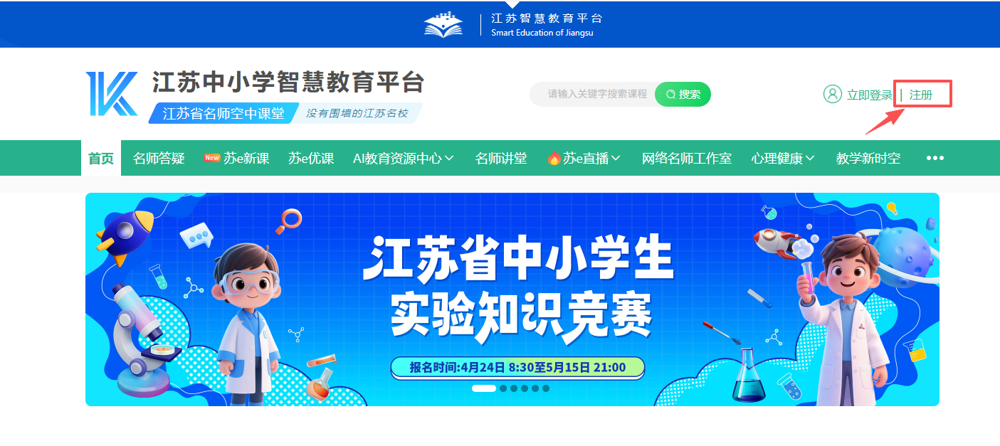 江苏智慧教育平台
Smart Education of Jiangsu
江苏中小学智慧教育平台
江苏省名师空中课堂 没有围墙的江苏名校
请输入关键字搜索课程 搜索
立即登录 | 注册
首页 名师答疑 New 苏e新课 苏e优课 AI教育资源中心 名师讲堂 苏e直播 网络名师工作室 心理健康 教学新时空 •••
江苏省中小学生
实验知识竞赛
报名时间:4月24日 8:30至5月15日 21:00